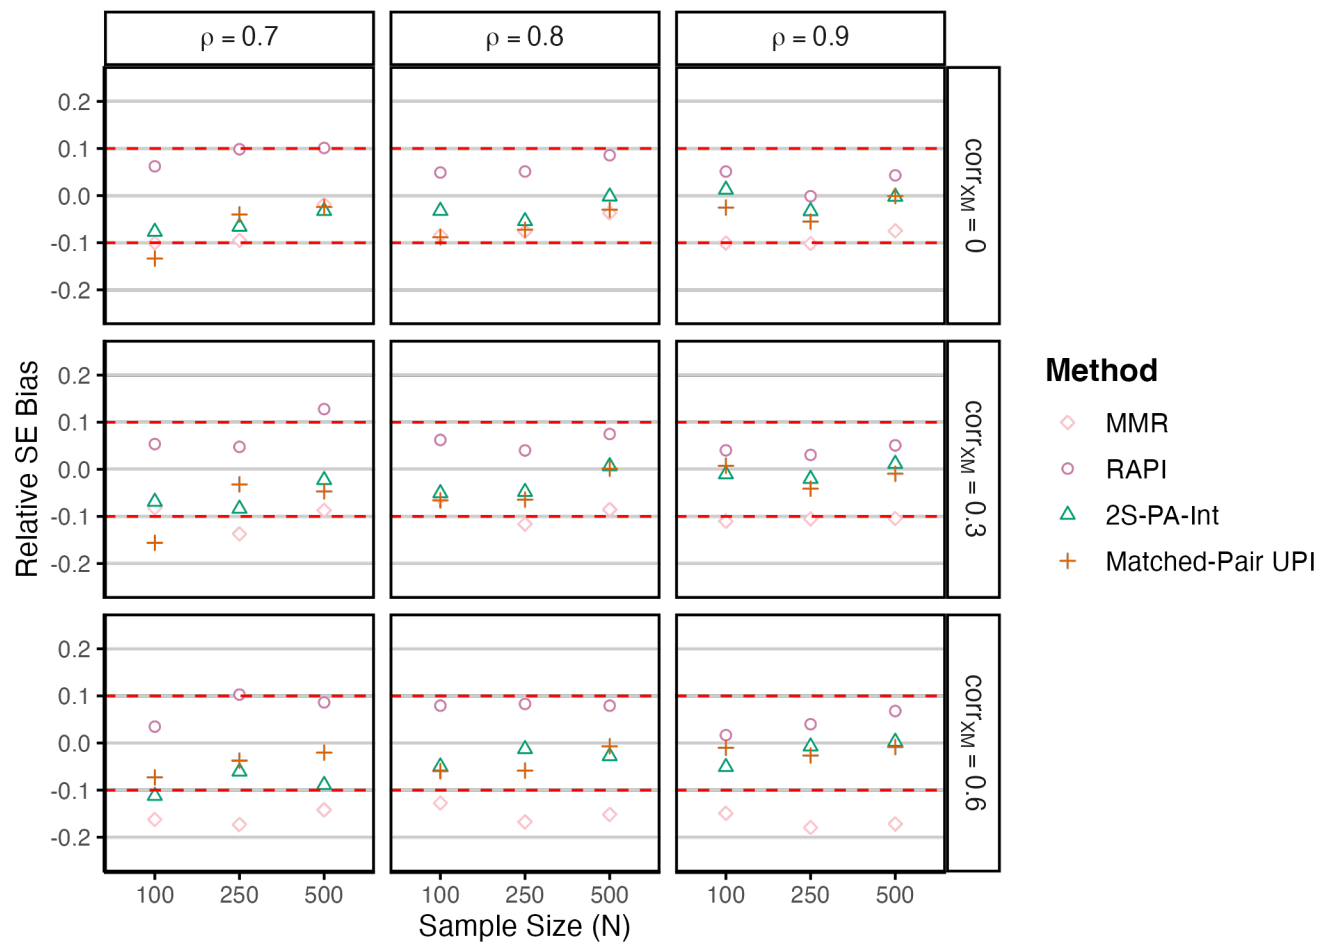 ρ = 0.7
ρ = 0.8
ρ = 0.9
0.2
0.1
0.0
-0.1
-0.2
corrXM = 0
0.2
0.1
0.0
-0.1
-0.2
corrXM = 0.3
0.2
0.1
0.0
-0.1
-0.2
corrXM = 0.6
Relative SE Bias
100 250 500
100 250 500
100 250 500
Sample Size (N)
Method
MMR
RAPI
2S-PA-Int
Matched-Pair UPI